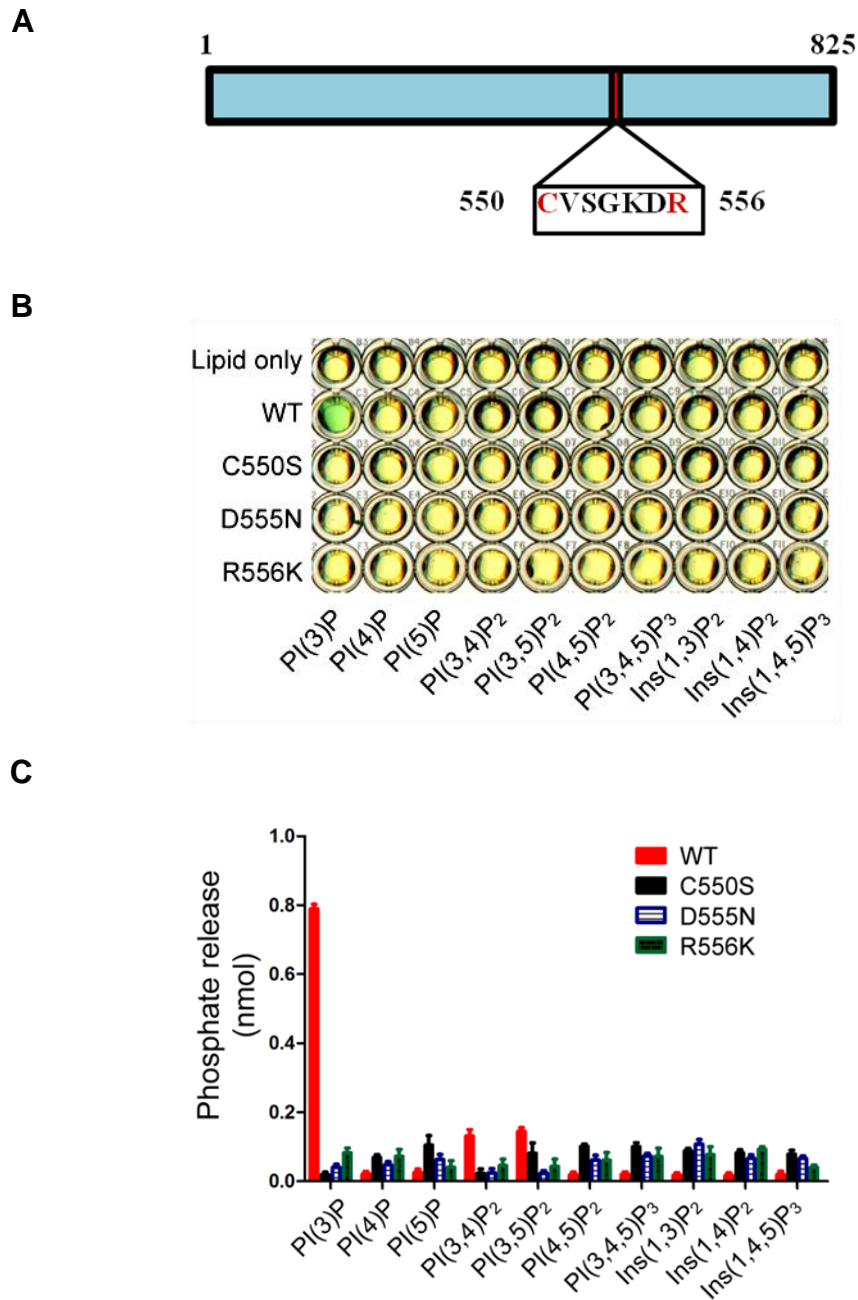 A
1 825
550 CVSGKDR 556
B
Lipid only
WT
C550S
D555N
R556K
PI(3)P PI(4)P PI(5)P PI(3,4)P₂ PI(3,5)P₂ PI(4,5)P₂ PI(3,4,5)P₃ Ins(1,3)P₂ Ins(1,4)P₂ Ins(1,4,5)P₃
C
Phosphate release
(nmol)
1.0
0.8
0.6
0.4
0.2
0.0
WT
C550S
D555N
R556K
PI(3)P PI(4)P PI(5)P PI(3,4)P₂ PI(3,5)P₂ PI(4,5)P₂ PI(3,4,5)P₃ Ins(1,3)P₂ Ins(1,4)P₂ Ins(1,4,5)P₃